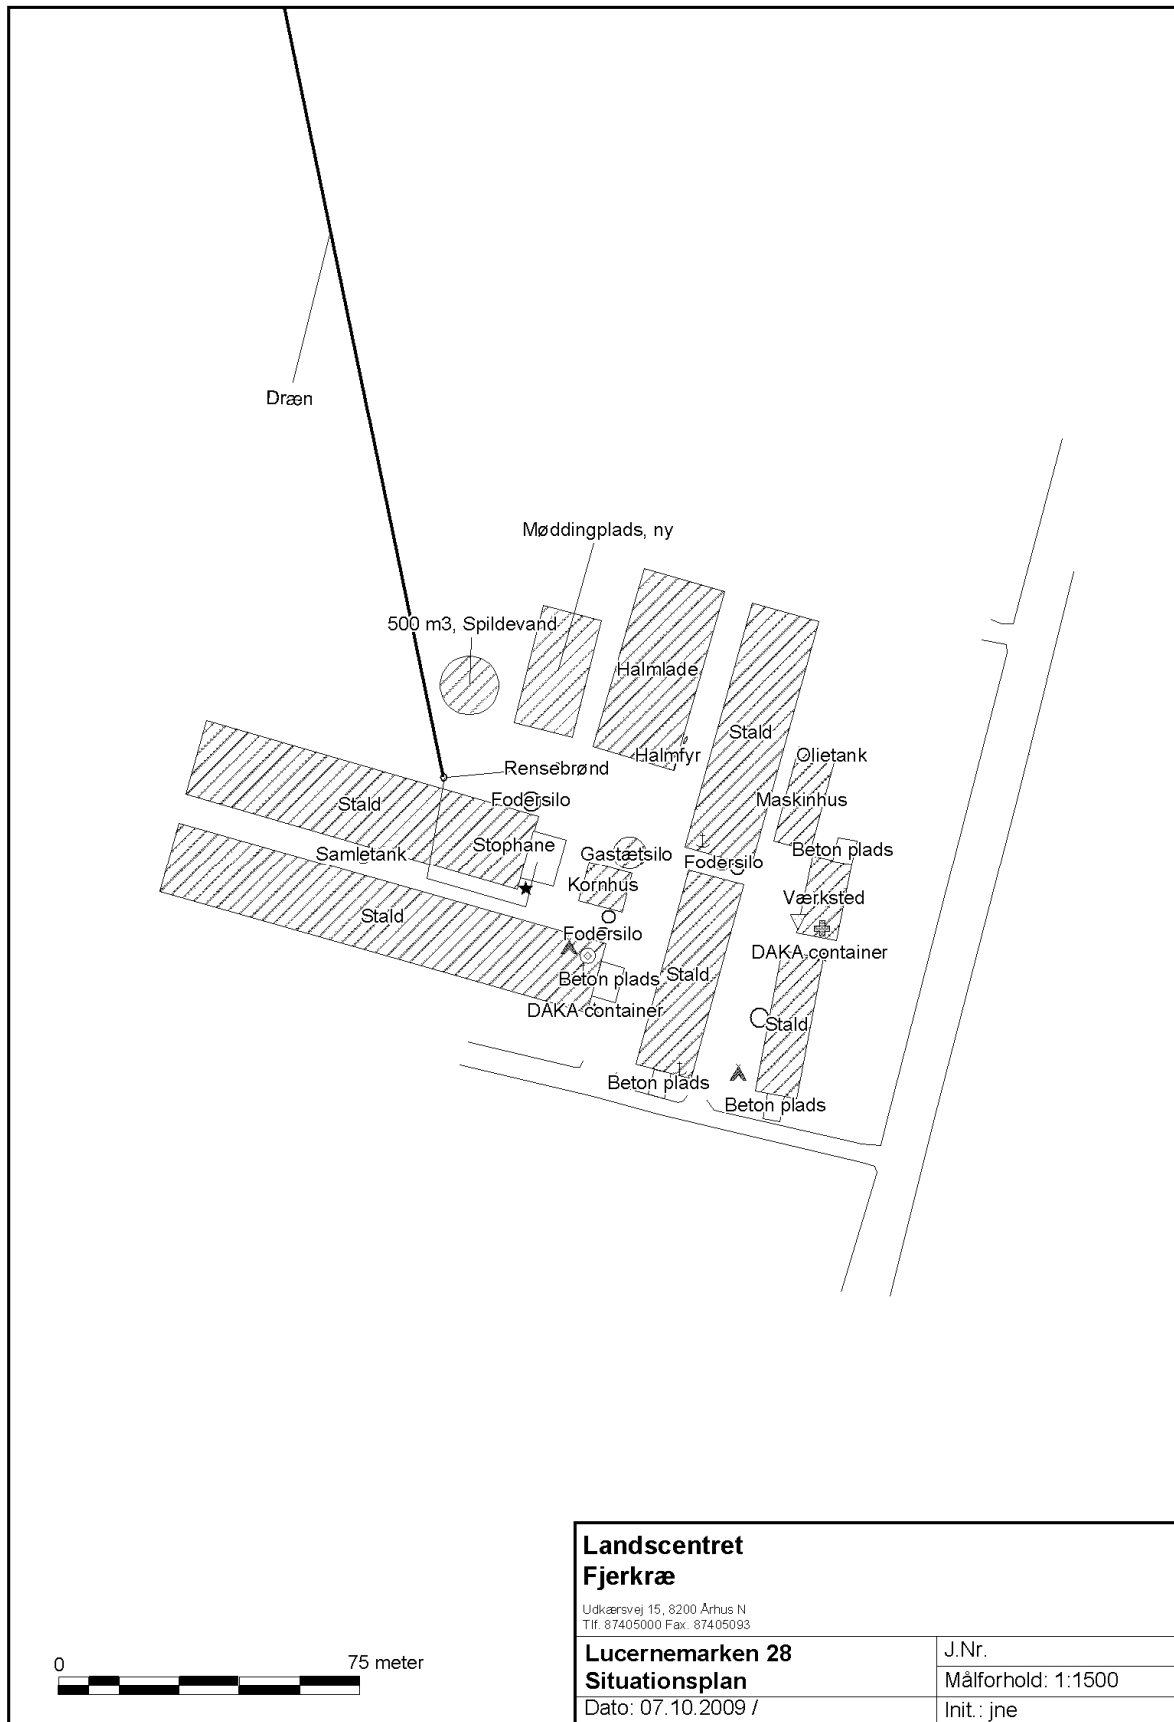 Dræn
Møddingplads, ny
500 m3, Spildevand
Halmlade
Stald
Halmfyr
Olietank
Rensebrønd
Fodersilo
Stald
Maskinhus
Stophane
Samletank
Gastætsilo
Fodersilo
Beton plads
Kornhus
Værksted
Stald
Fodersilo
DAKA container
Beton plads
Stald
DAKA container
Stald
Beton plads
Beton plads
Landscentret
Fjerkræ
Udkærsvej 15, 8200 Århus N
Tlf. 87405000 Fax. 87405093
0 75 meter
Lucernemarken 28
Situationsplan
J.Nr.
Målforhold: 1:1500
Dato: 07.10.2009 /
Init.: jne